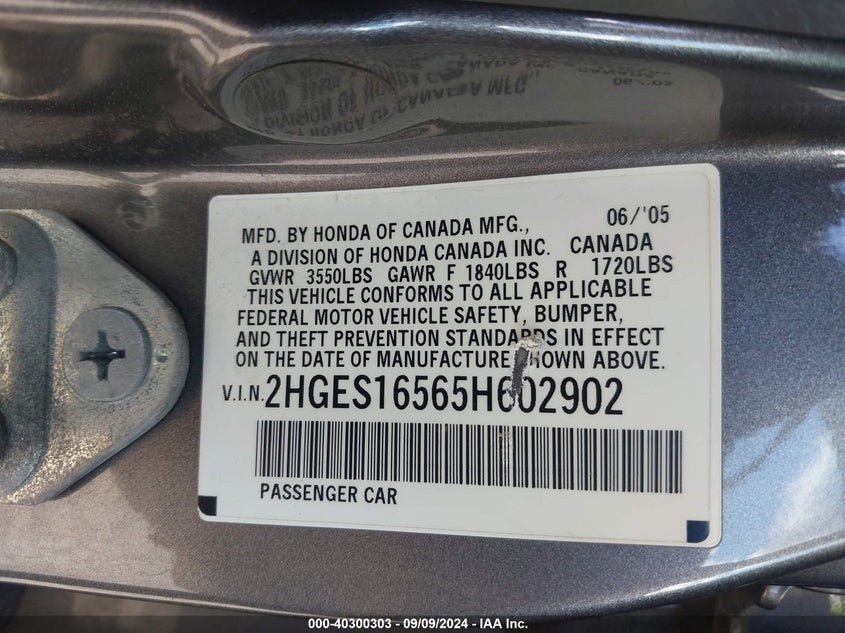 MFD. BY HONDA OF CANADA MFG., 06/'05
A DIVISION OF HONDA CANADA INC. CANADA
GVWR 3550LBS GAWR F 1840LBS R 1720LBS
THIS VEHICLE CONFORMS TO ALL APPLICABLE
FEDERAL MOTOR VEHICLE SAFETY, BUMPER,
AND THEFT PREVENTION STANDARDS IN EFFECT
ON THE DATE OF MANUFACTURE SHOWN ABOVE.
V.I.N. 2HGES16565H602902
PASSENGER CAR
000-40300303 - 09/09/2024 - IAA Inc.